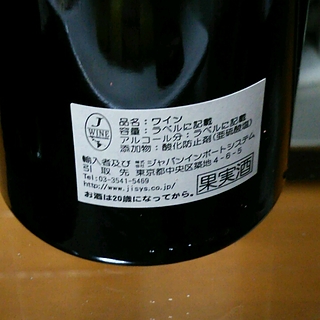 J
WINE
品名：ワイン
容量：ラベルに記載
アルコール分：ラベルに記載
添加物：酸化防止剤(亜硫酸塩)
輸入者及び 株式会社 ジャパンインポートシステム
引 取 先 東京都中央区築地4-6-5
Tel:03-3541-5469
http://www.jisys.co.jp/
果実酒
お酒は20歳になってから。